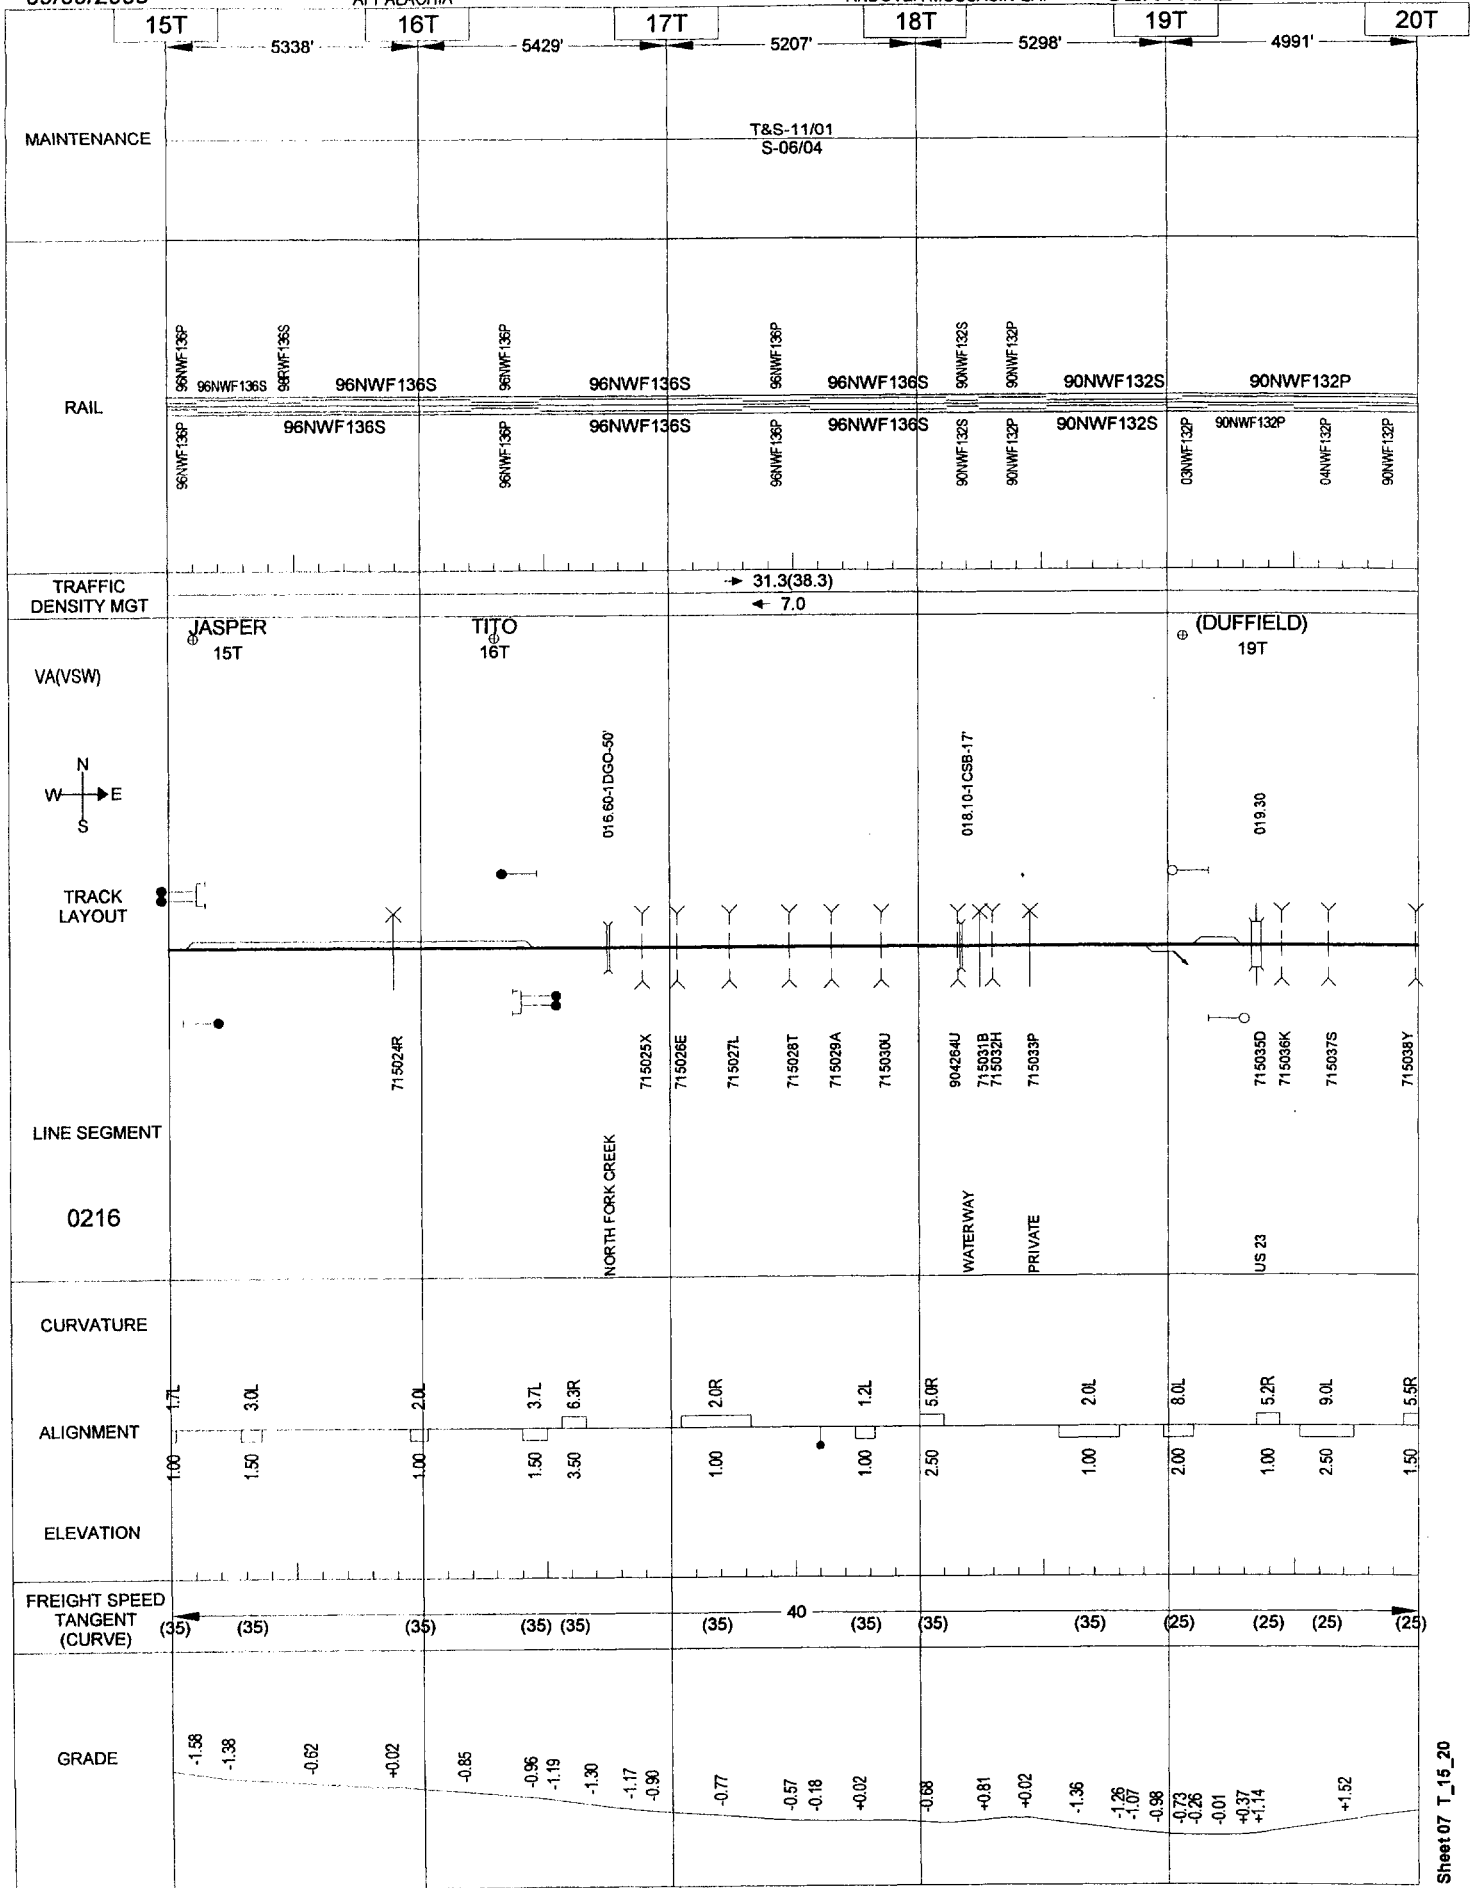 15T 16T 17T 18T 19T 20T
5338' 5429' 5207' 5298' 4991'
MAINTENANCE
T&S-11/01
S-06/04
96NWF136P 98RWF136S 96NWF136P 96NWF136P 90NWF132S 90NWF132P
96NWF136S 96NWF136S 96NWF136S 96NWF136S 90NWF132S 90NWF132P
RAIL
96NWF136S 96NWF136S 96NWF136S 90NWF132S 90NWF132P
96NWF136P 96NWF136P 96NWF136P 90NWF132S 90NWF132P 03NWF132P 04NWF132P 90NWF132P
TRAFFIC
DENSITY MGT
31.3(38.3)
7.0
JASPER
15T
TITO
16T
(DUFFIELD)
19T
VA(VSW)
N
W E
S
016.60-1DGO-50' 018.10-1CSB-17' 019.30
TRACK
LAYOUT
715024R 715025X 715026E 715027L 715028T 715029A 715030U 904264U 715031B 715032H 715033P 715035D 715036K 715037S 715038Y
LINE SEGMENT
0216
NORTH FORK CREEK WATERWAY PRIVATE US 23
CURVATURE
1.7L 3.0L 2.0L 3.7L 6.3R 2.0R 1.2L 5.0R 2.0L 8.0L 5.2R 9.0L 5.5R
ALIGNMENT
1.00 1.50 1.00 1.50 3.50 1.00 1.00 2.50 1.00 2.00 1.00 2.50 1.50
ELEVATION
FREIGHT SPEED
TANGENT
(CURVE)
40
(35) (35) (35) (35) (35) (35) (35) (35) (35) (25) (25) (25) (25)
GRADE
-1.58 -1.38 -0.62 +0.02 -0.85 -0.96 -1.19 -1.30 -1.17 -0.90 -0.77 -0.57 -0.18 +0.02 -0.68 +0.81 +0.02 -1.36 -1.26 -1.07 -0.98 -0.73 -0.26 -0.01 +0.37 +1.14 +1.52
Sheet 07 T_15_20